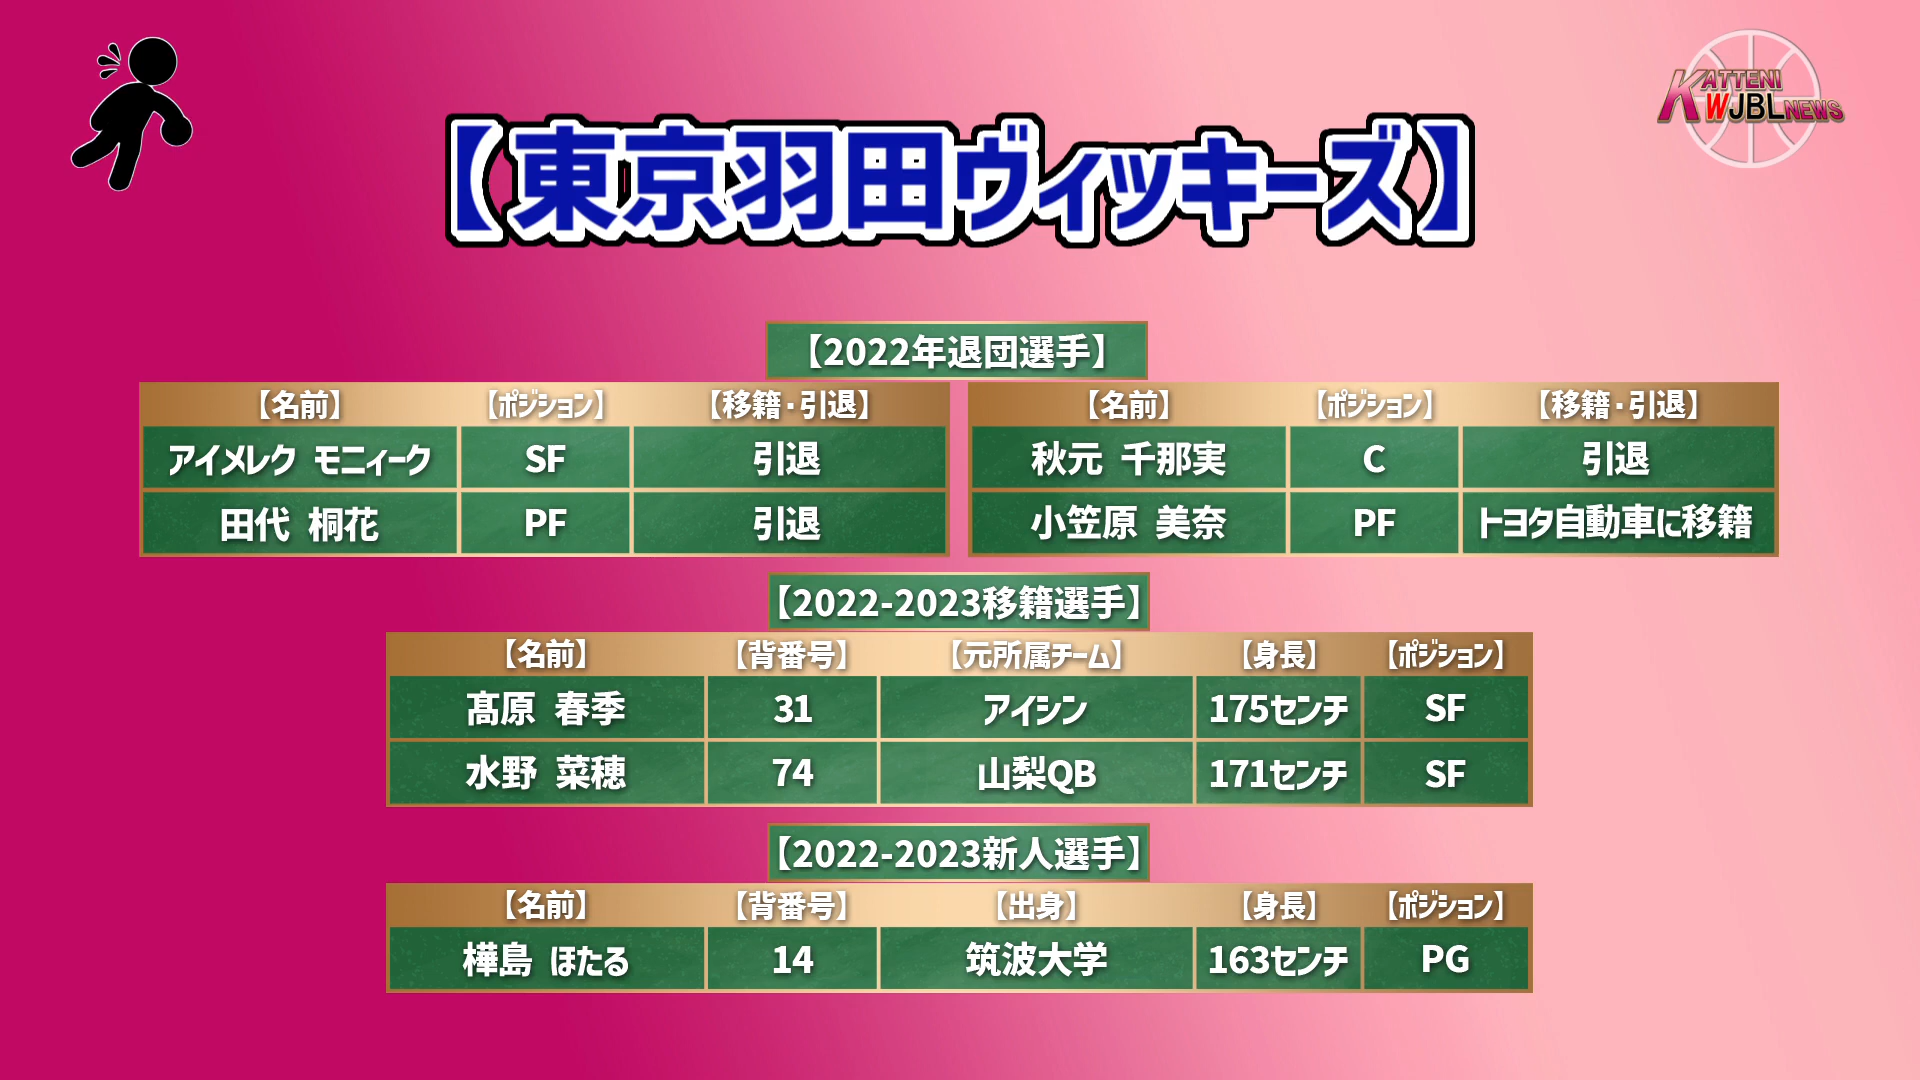 KATTENI
WJBL NEWS
【東京羽田ヴィッキーズ】
【2022年退団選手】
【名前】 【ポジション】 【移籍・引退】 【名前】 【ポジション】 【移籍・引退】
アイメレク モニィーク SF 引退 秋元 千那実 C 引退
田代 桐花 PF 引退 小笠原 美奈 PF トヨタ自動車に移籍
【2022-2023移籍選手】
【名前】 【背番号】 【元所属チーム】 【身長】 【ポジション】
髙原 春季 31 アイシン 175センチ SF
水野 菜穂 74 山梨QB 171センチ SF
【2022-2023新人選手】
【名前】 【背番号】 【出身】 【身長】 【ポジション】
樺島 ほたる 14 筑波大学 163センチ PG